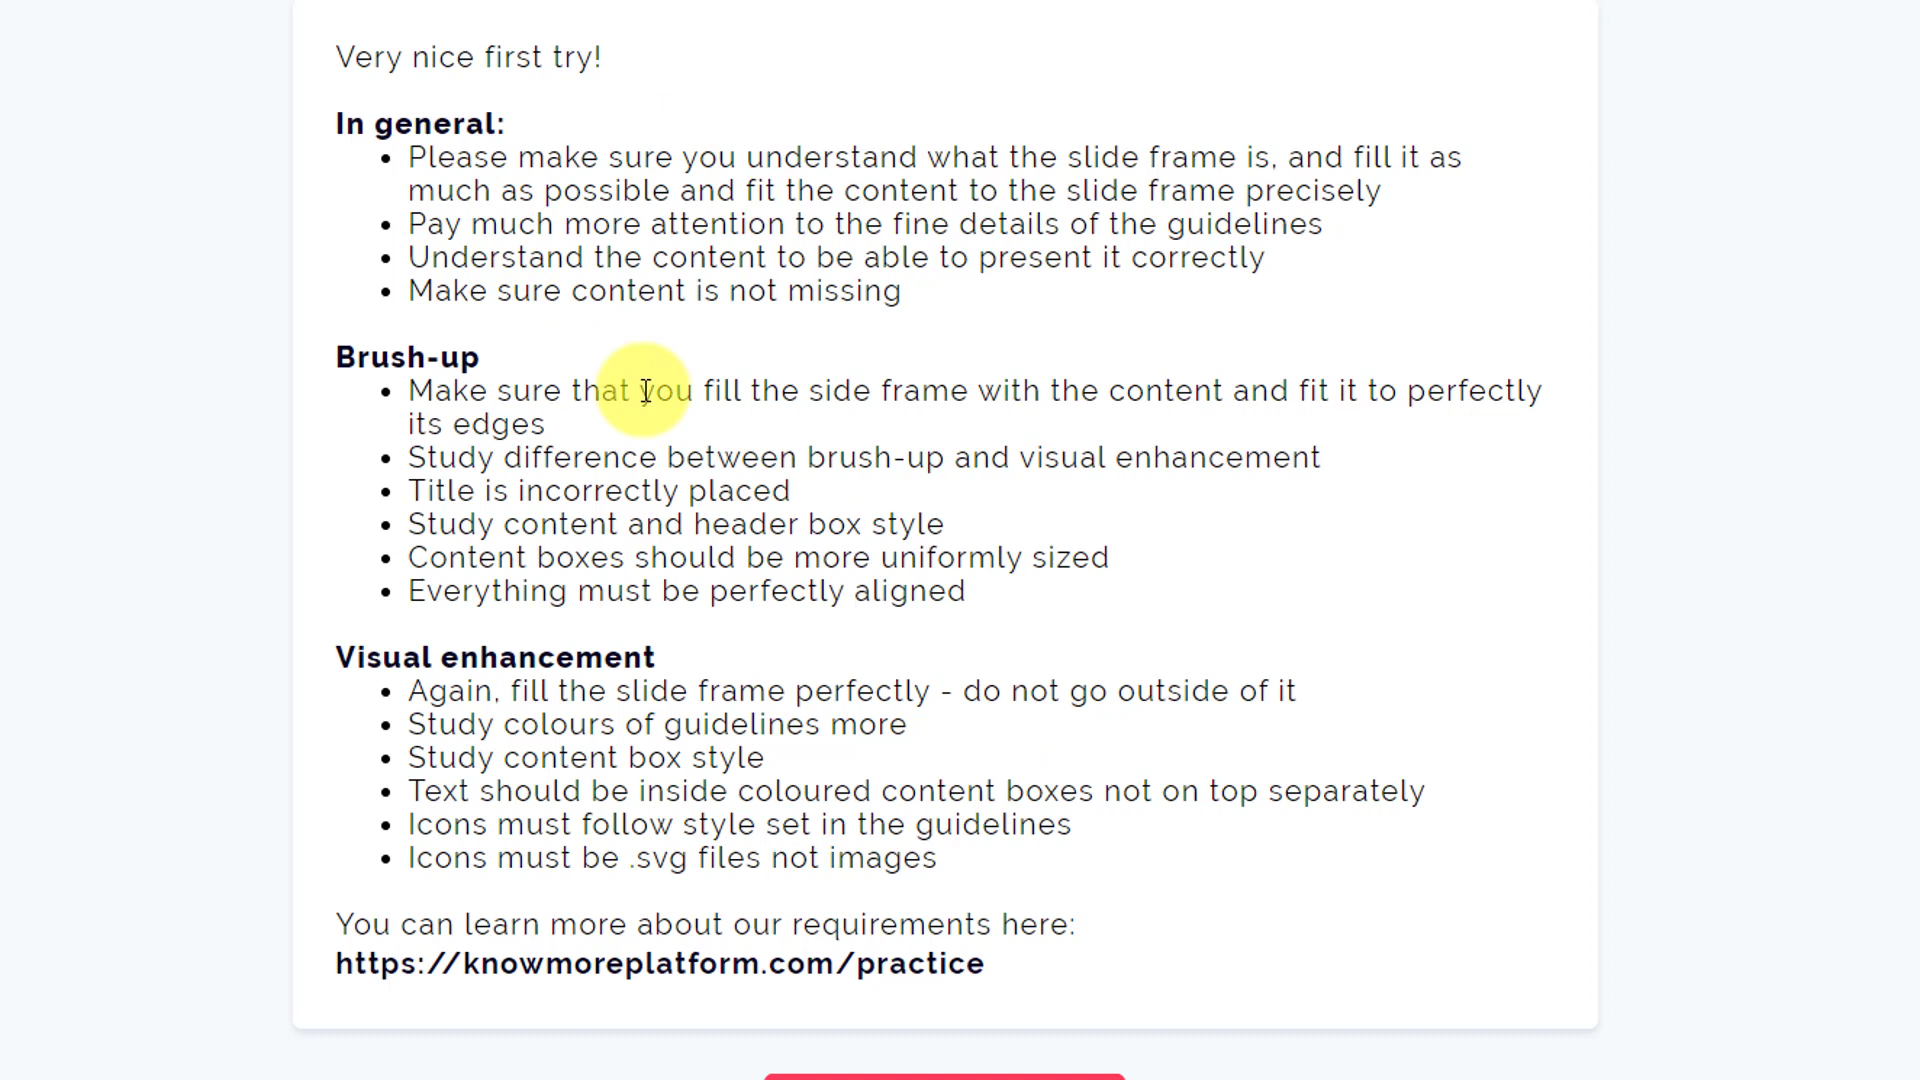 Very nice first try!
In general:
• Please make sure you understand what the slide frame is, and fill it as
much as possible and fit the content to the slide frame precisely
• Pay much more attention to the fine details of the guidelines
• Understand the content to be able to present it correctly
• Make sure content is not missing
Brush-up
• Make sure that you fill the side frame with the content and fit it to perfectly
its edges
• Study difference between brush-up and visual enhancement
• Title is incorrectly placed
• Study content and header box style
• Content boxes should be more uniformly sized
• Everything must be perfectly aligned
Visual enhancement
• Again, fill the slide frame perfectly - do not go outside of it
• Study colours of guidelines more
• Study content box style
• Text should be inside coloured content boxes not on top separately
• Icons must follow style set in the guidelines
• Icons must be .svg files not images
You can learn more about our requirements here:
https://knowmoreplatform.com/practice